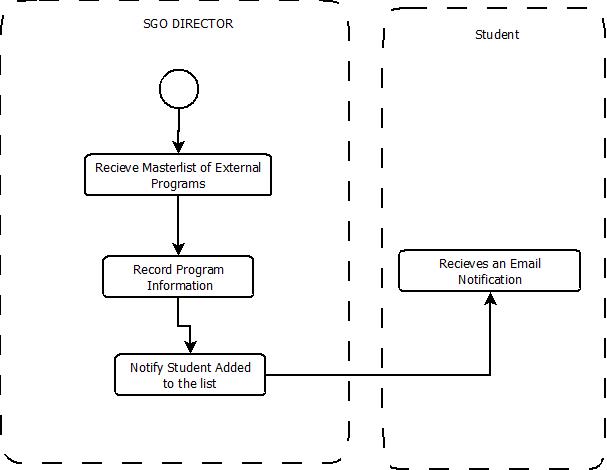 SGO DIRECTOR
Student
Recieve Masterlist of External
Programs
Record Program
Information
Recieves an Email
Notification
Notify Student Added
to the list